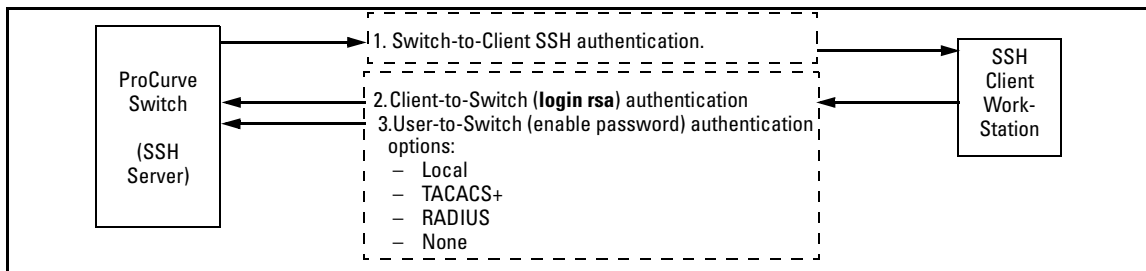 ProCurve
Switch
(SSH
Server)
1. Switch-to-Client SSH authentication.
2.Client-to-Switch (login rsa) authentication
3.User-to-Switch (enable password) authentication
options:
– Local
– TACACS+
– RADIUS
– None
SSH
Client
Work-
Station